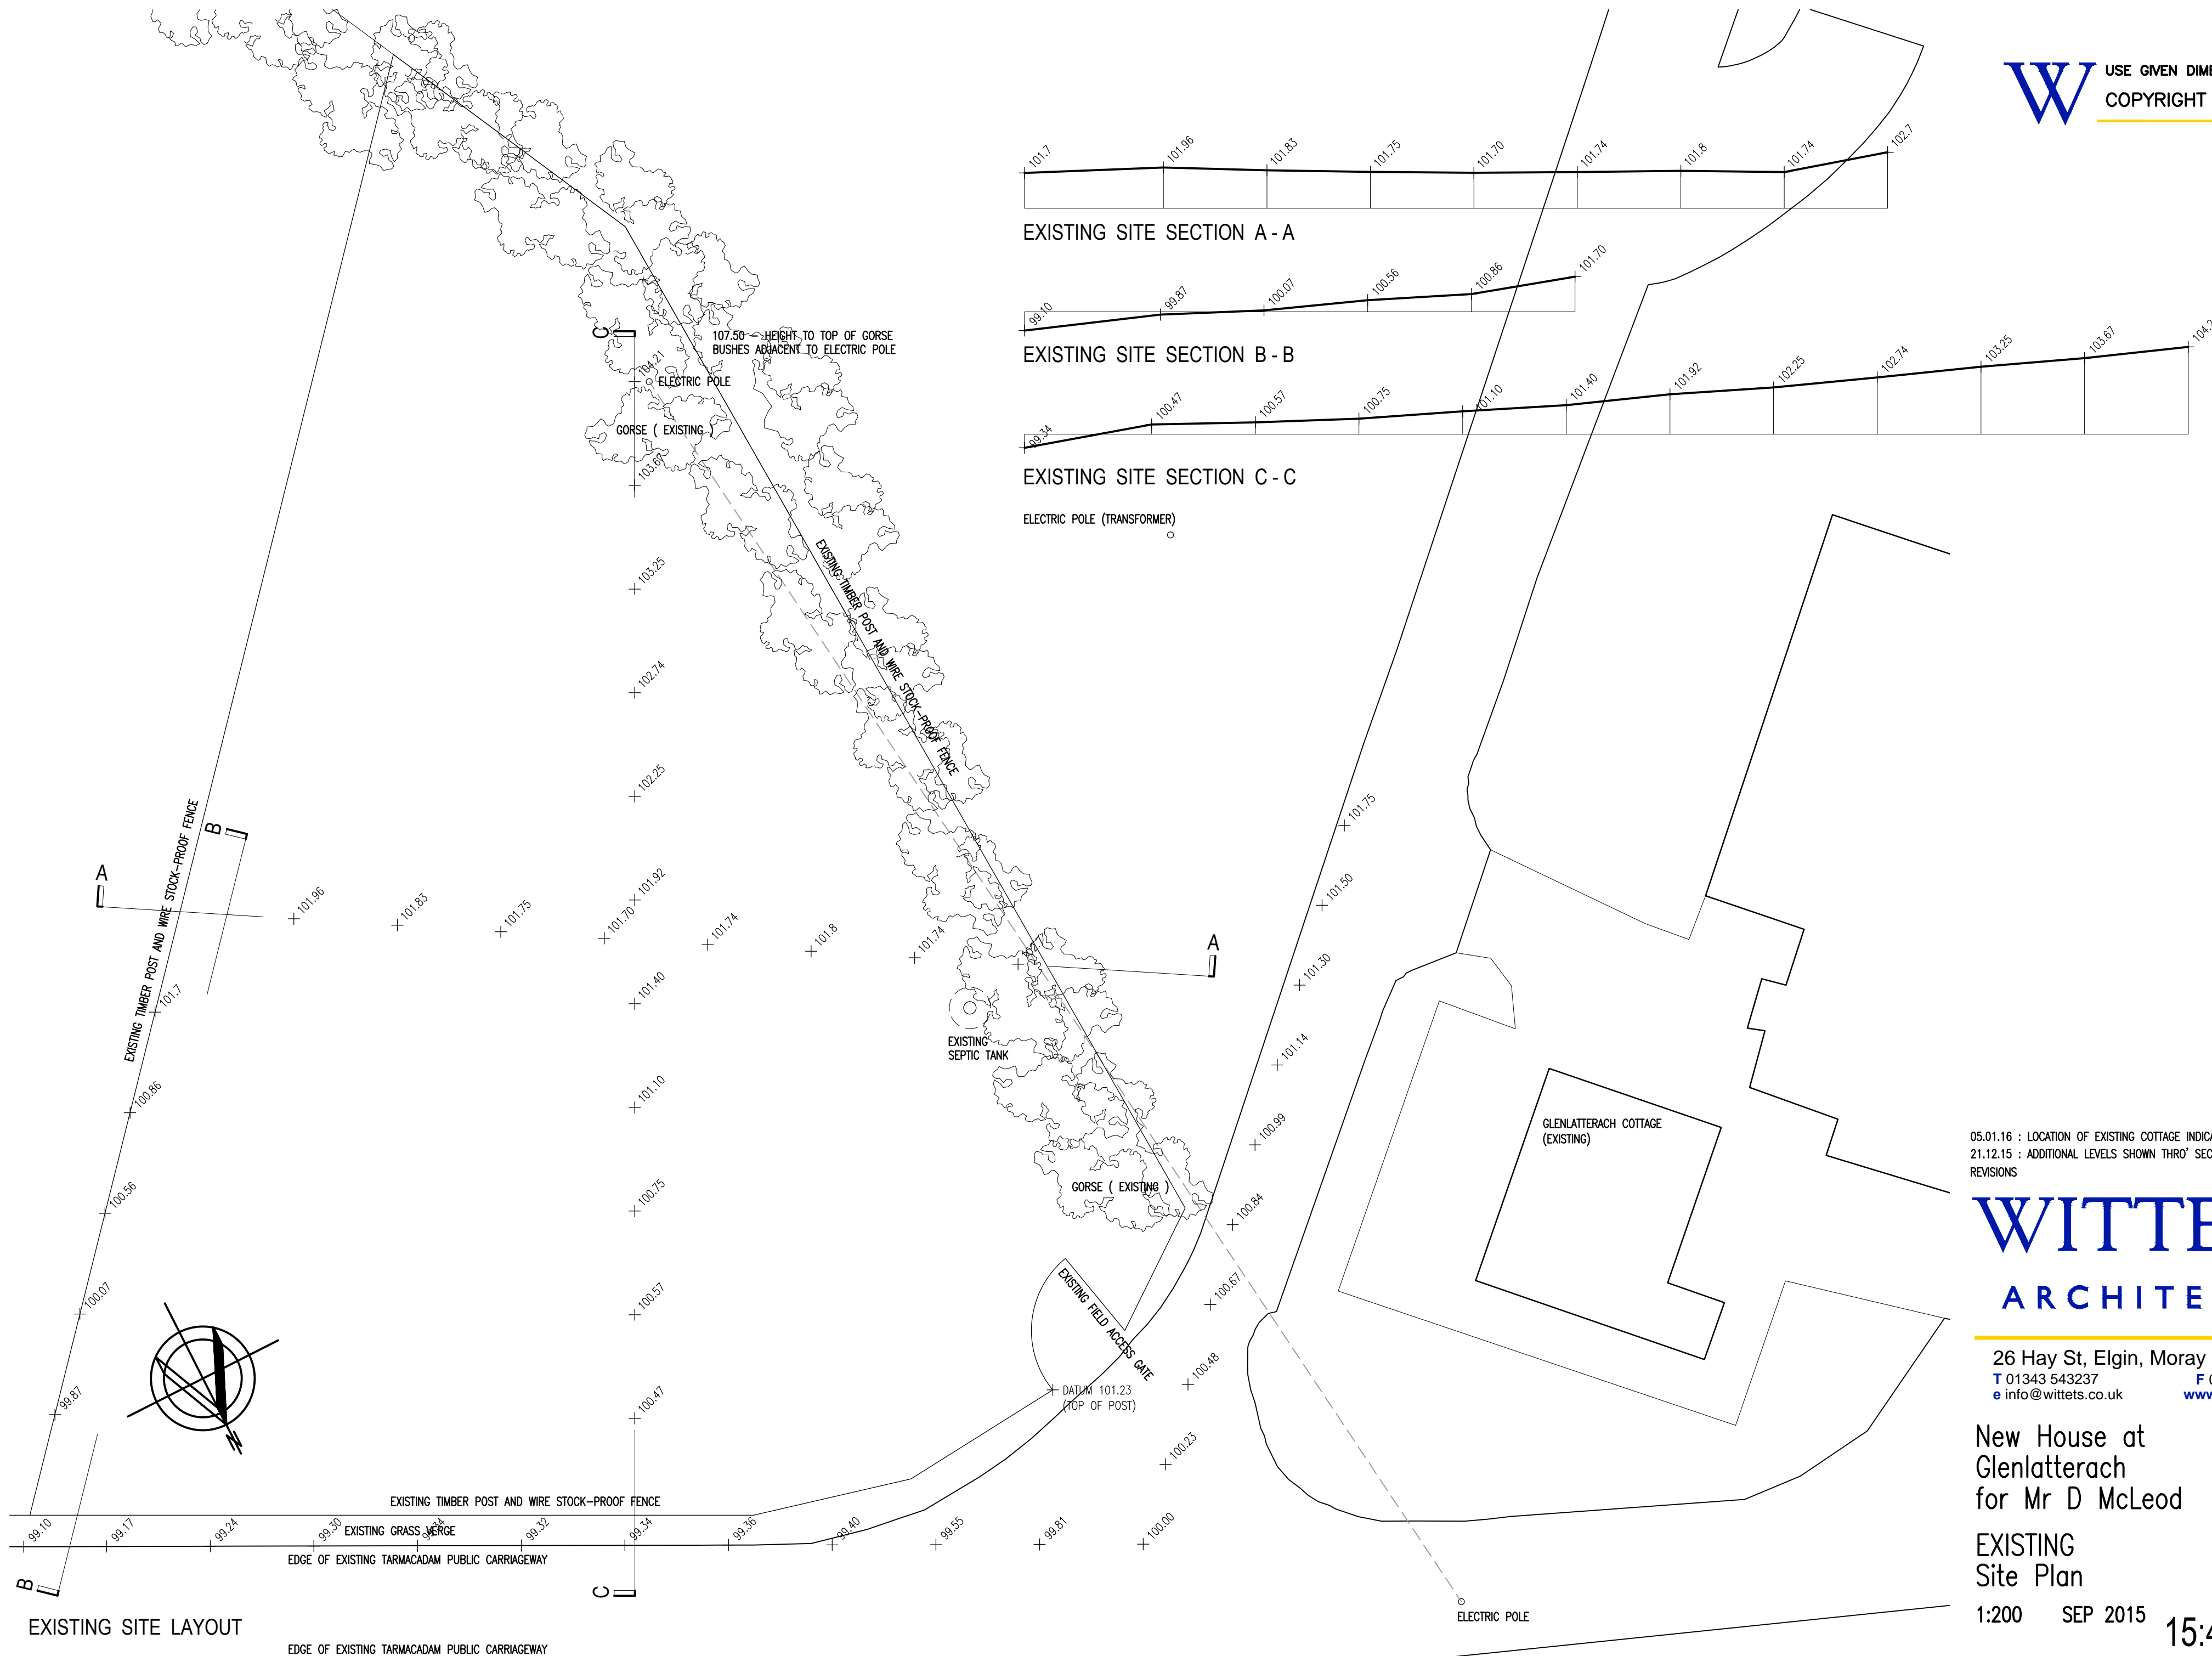 W
USE GIVEN
COPYRIGHT
101.7
101.96
101.83
101.75
101.70
101.74
101.8
101.74
102.7
EXISTING SITE SECTION A - A
99.10
99.87
100.07
100.56
100.86
101.70
EXISTING SITE SECTION B - B
99.34
100.47
100.57
100.75
101.10
101.40
101.92
102.25
102.74
103.25
103.67
EXISTING SITE SECTION C - C
ELECTRIC POLE (TRANSFORMER)
C
107.50 – HEIGHT TO TOP OF GORSE
BUSHES ADJACENT TO ELECTRIC POLE
104.21
ELECTRIC POLE
GORSE ( EXISTING )
103.67
103.25
102.74
102.25
101.92
101.40
101.10
100.75
100.57
100.47
EXISTING TIMBER POST AND WIRE STOCK-PROOF FENCE
EXISTING TIMBER POST AND WIRE STOCK-PROOF FENCE
B
A
101.96
101.83
101.75
101.70
101.74
101.8
101.74
102.7
A
101.7
100.86
100.56
100.07
99.87
EXISTING
SEPTIC TANK
GORSE ( EXISTING )
101.75
101.50
101.30
101.14
100.99
100.84
100.67
100.48
100.23
100.00
EXISTING FIELD ACCESS GATE
DATUM 101.23
(TOP OF POST)
GLENLATTERACH COTTAGE
(EXISTING)
N
EXISTING TIMBER POST AND WIRE STOCK-PROOF FENCE
99.10
99.17
99.24
99.30
99.34
99.32
99.34
99.36
99.40
99.55
99.81
EXISTING GRASS VERGE
EDGE OF EXISTING TARMACADAM PUBLIC CARRIAGEWAY
B
C
ELECTRIC POLE
EXISTING SITE LAYOUT
EDGE OF EXISTING TARMACADAM PUBLIC CARRIAGEWAY
05.01.16 : LOCATION OF EXISTING COTTAGE
21.12.15 : ADDITIONAL LEVELS SHOWN THRO'
REVISIONS
WITTE
ARCHITE
26 Hay St, Elgin, Moray
T 01343 543237 F
e info@wittets.co.uk www
New House at
Glenlatterach
for Mr D McLeod
EXISTING
Site Plan
1:200 SEP 2015